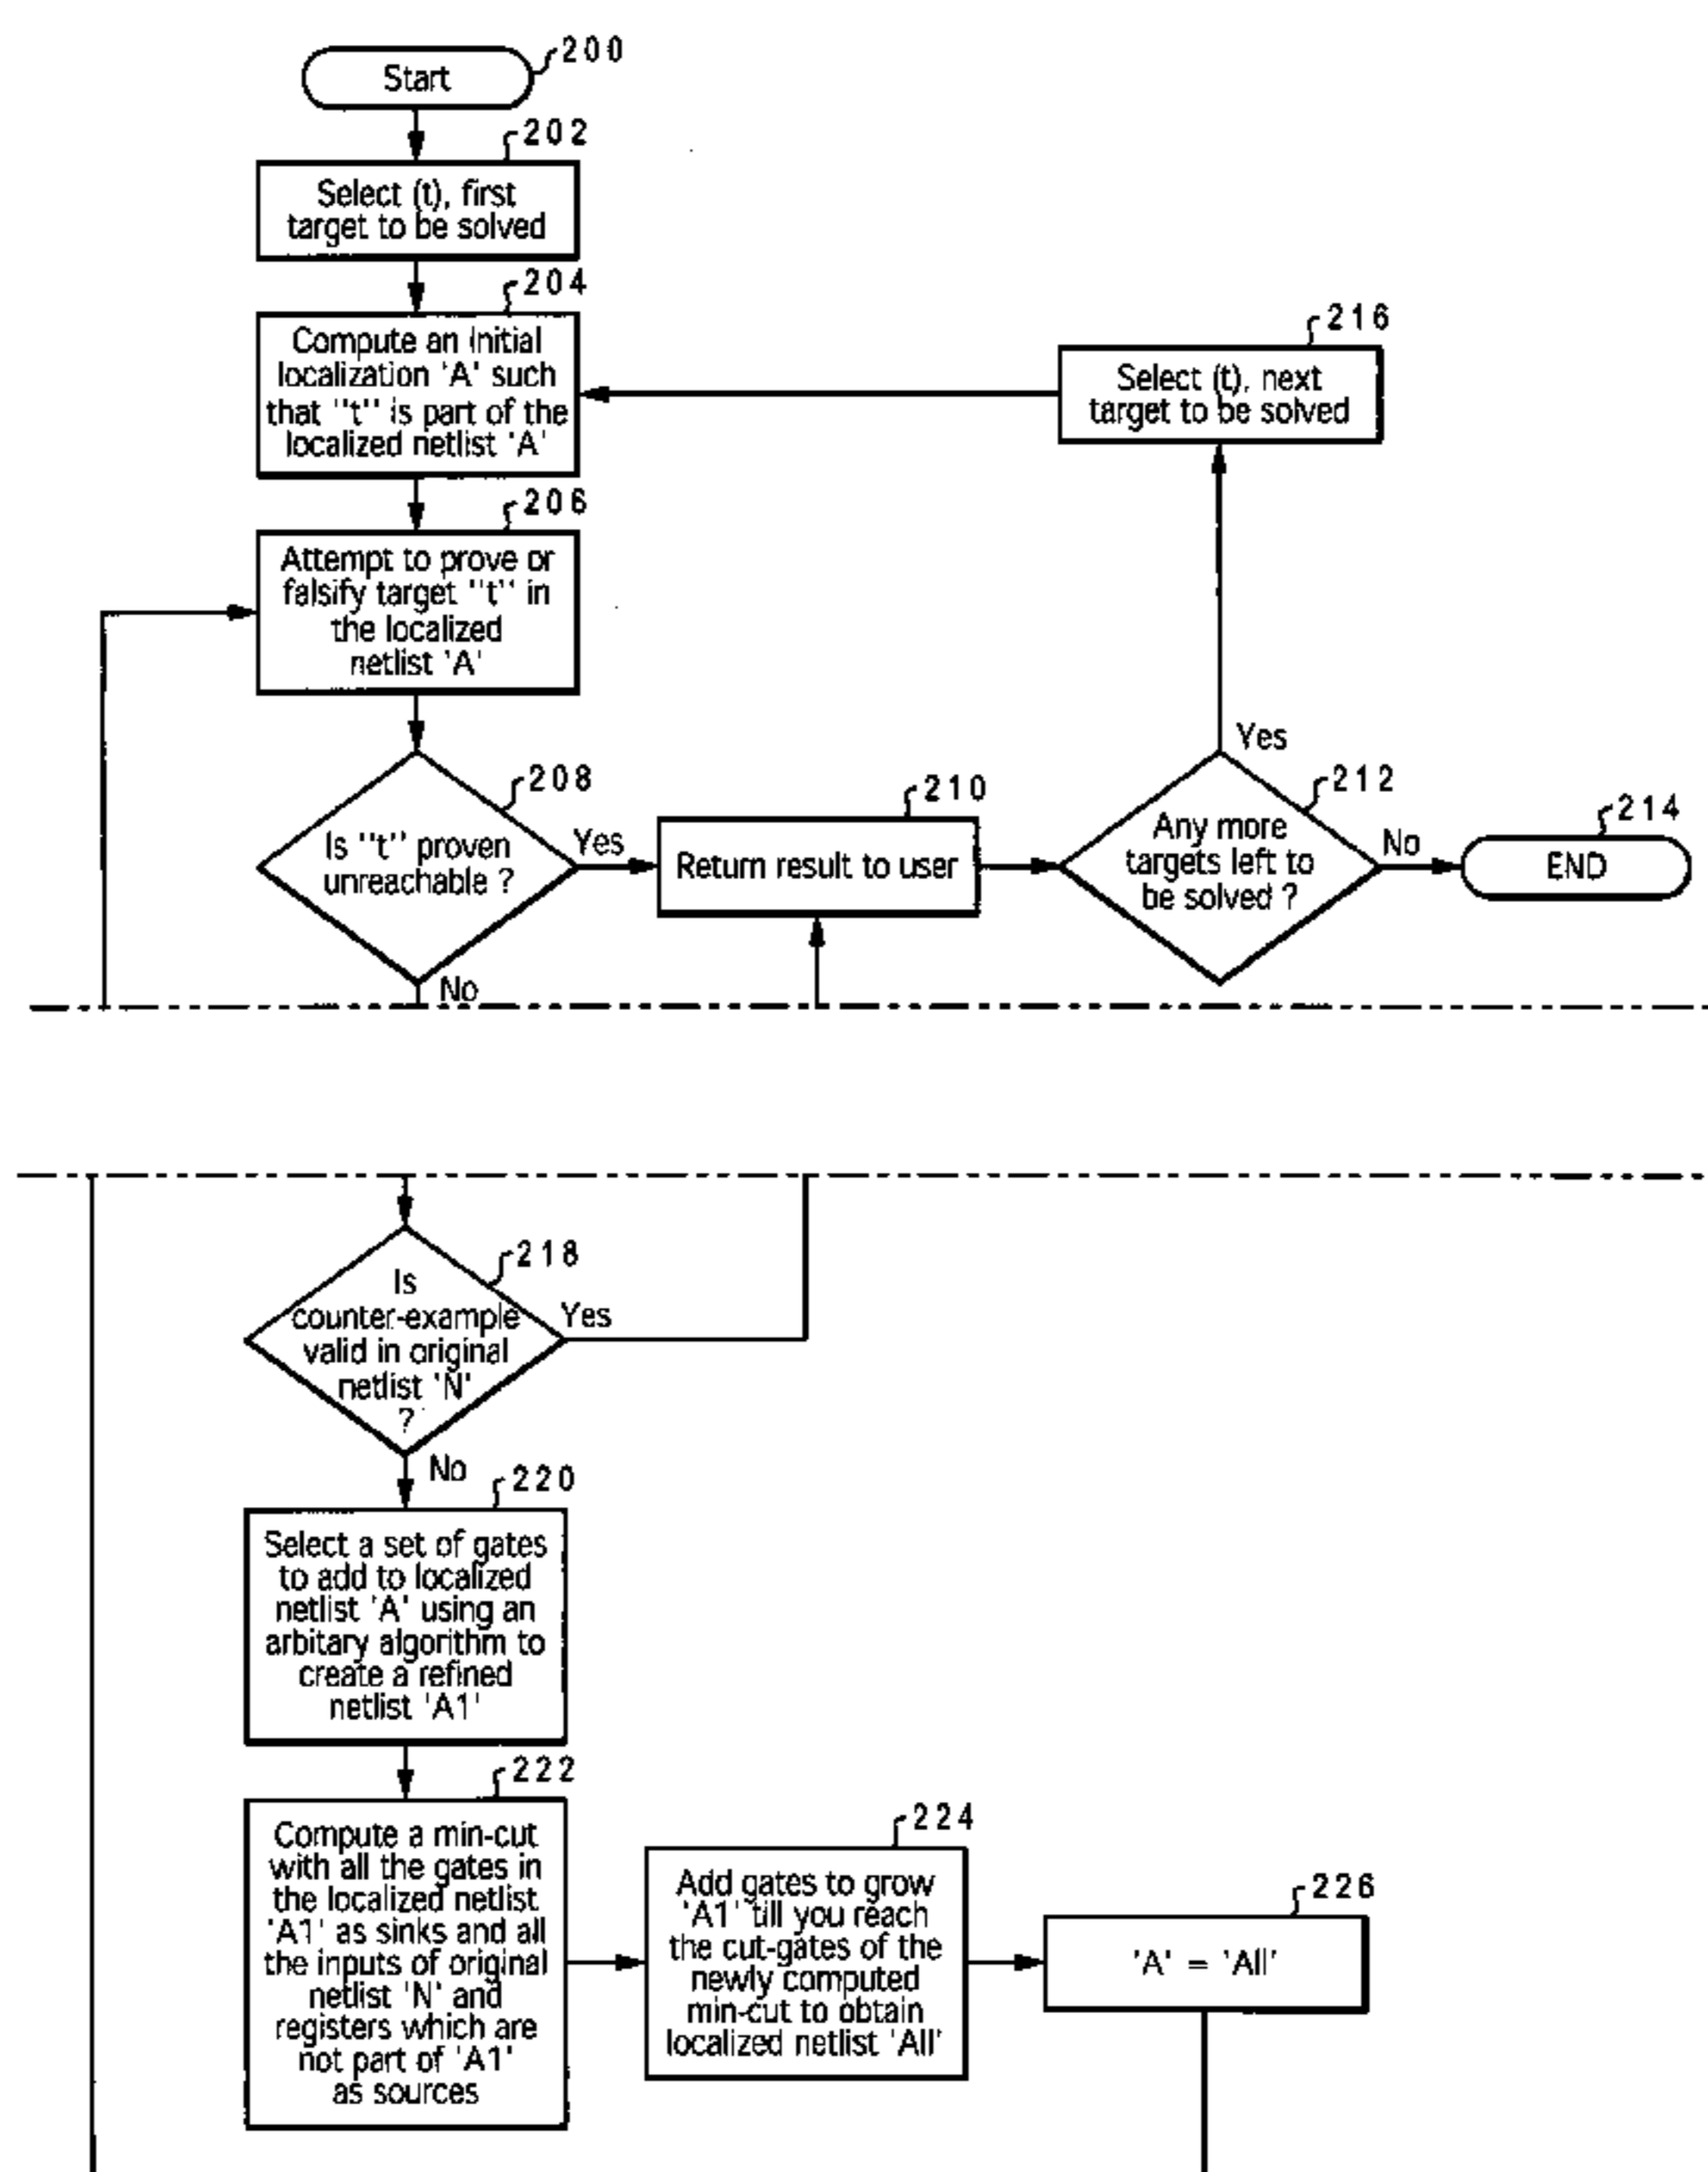 200
Start
202
Select (t), first
target to be solved
204
Compute an initial
localization 'A' such
that "t" is part of the
localized netlist 'A'
216
Select (t), next
target to be solved
206
Attempt to prove or
falsify target "t" in
the localized
netlist 'A'
208
Is "t" proven
unreachable ?
Yes
No
210
Return result to user
212
Any more
targets left to
be solved ?
Yes
No
214
END
218
Is
counter-example
valid in original
netlist 'N'
?
Yes
No
220
Select a set of gates
to add to localized
netlist 'A' using an
arbitary algorithm to
create a refined
netlist 'A1'
222
Compute a min-cut
with all the gates in
the localized netlist
'A1' as sinks and all
the inputs of original
netlist 'N' and
registers which are
not part of 'A1'
as sources
224
Add gates to grow
'A1' till you reach
the cut-gates of the
newly computed
min-cut to obtain
localized netlist 'All'
226
'A' = 'All'